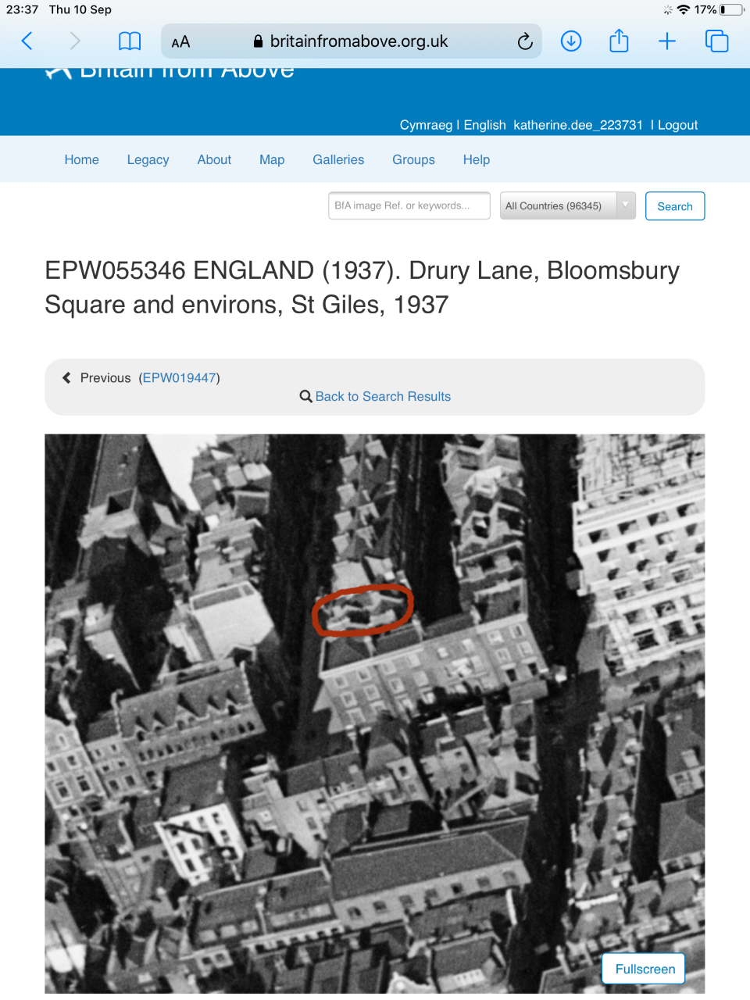 23:37 Thu 10 Sep 17%
AA britainfromabove.org.uk
Britain from Above
Cymraeg | English katherine.dee_223731 | Logout
Home Legacy About Map Galleries Groups Help
BfA image Ref. or keywords... All Countries (96345) Search
EPW055346 ENGLAND (1937). Drury Lane, Bloomsbury
Square and environs, St Giles, 1937
Previous (EPW019447)
Back to Search Results
Fullscreen